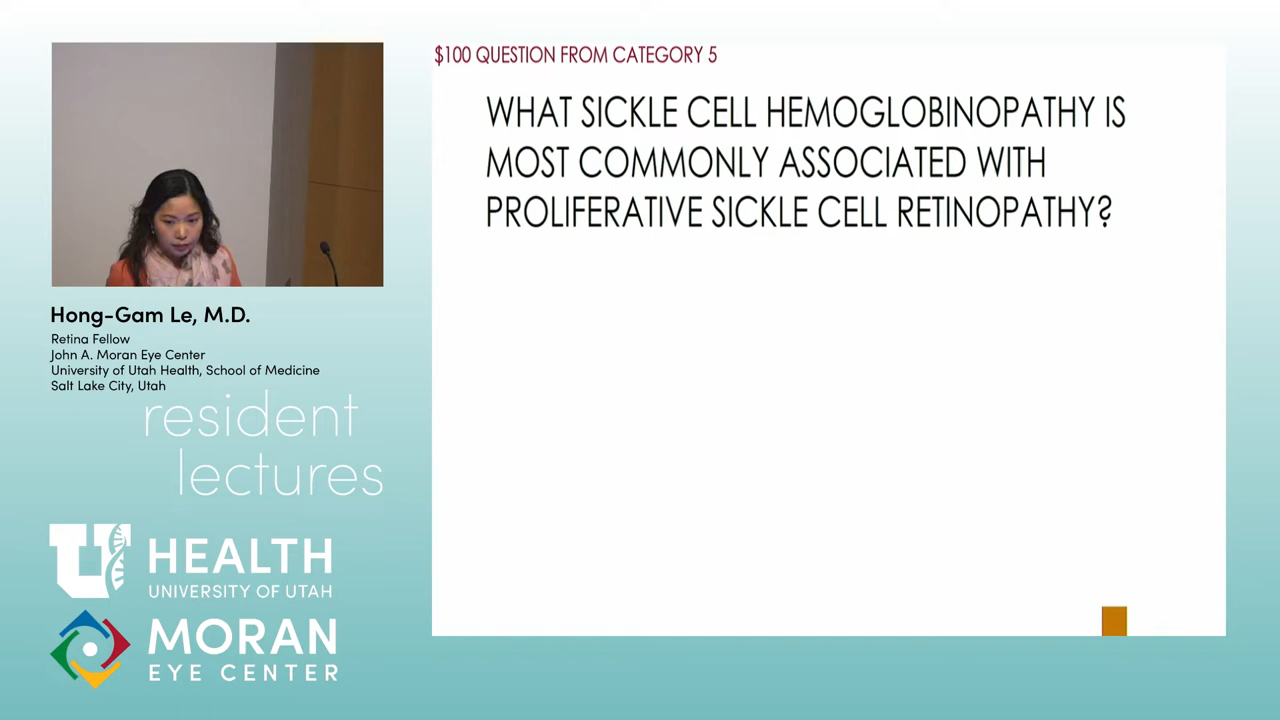 $100 QUESTION FROM CATEGORY 5
WHAT SICKLE CELL HEMOGLOBINOPATHY IS
MOST COMMONLY ASSOCIATED WITH
PROLIFERATIVE SICKLE CELL RETINOPATHY?
Hong-Gam Le, M.D.
Retina Fellow
John A. Moran Eye Center
University of Utah Health, School of Medicine
Salt Lake City, Utah
resident
lectures
U
HEALTH
UNIVERSITY OF UTAH
MORAN
EYE CENTER